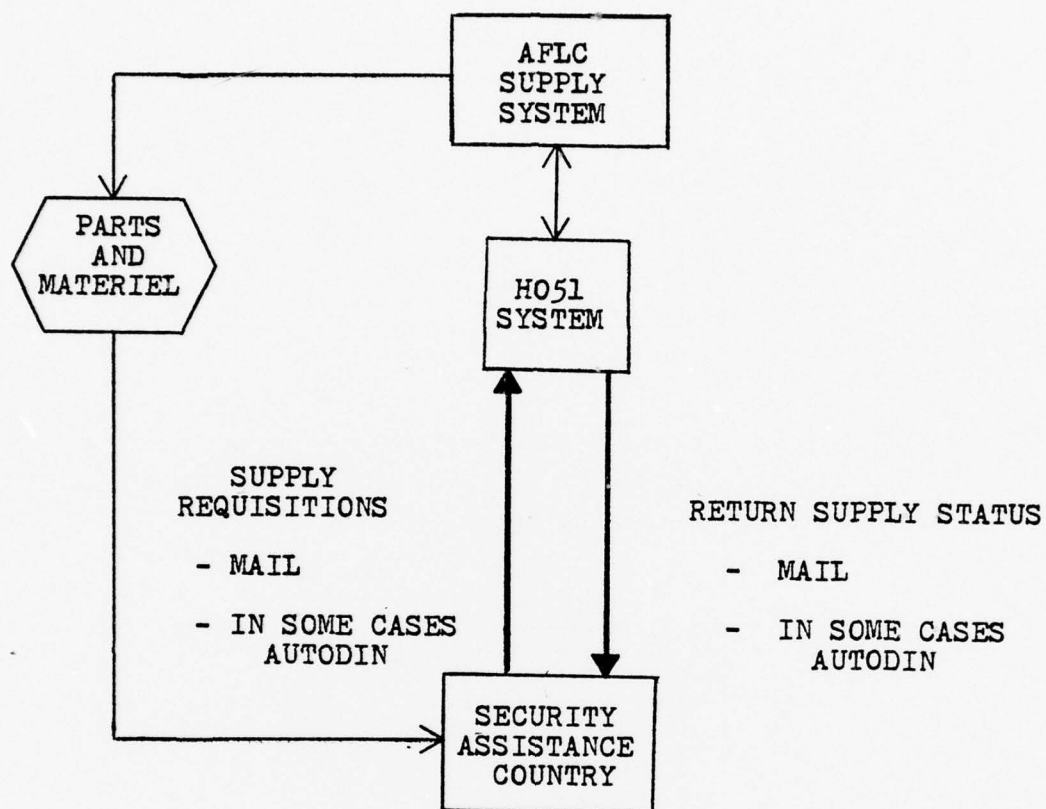 AFLC
SUPPLY
SYSTEM
PARTS
AND
MATERIEL
H051
SYSTEM
SUPPLY
REQUISITIONS
- MAIL
- IN SOME CASES
AUTODIN
RETURN SUPPLY STATUS
- MAIL
- IN SOME CASES
AUTODIN
SECURITY
ASSISTANCE
COUNTRY